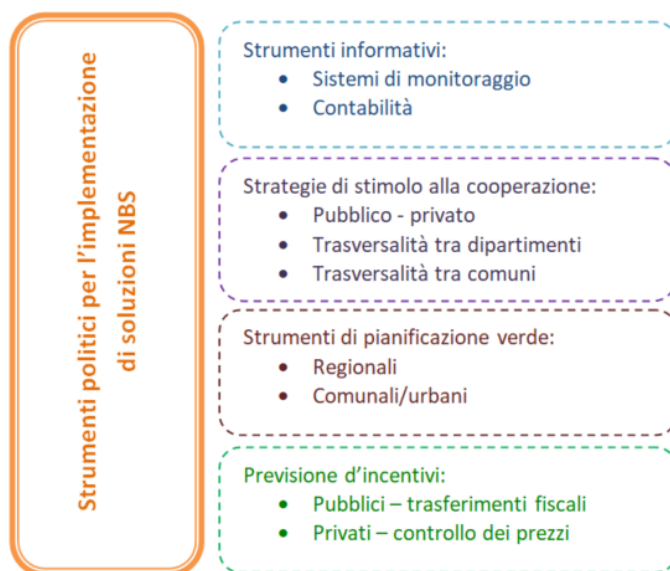 Strumenti politici per l'implementazione
di soluzioni NBS
Strumenti informativi:
• Sistemi di monitoraggio
• Contabilità
Strategie di stimolo alla cooperazione:
• Pubblico - privato
• Trasversalità tra dipartimenti
• Trasversalità tra comuni
Strumenti di pianificazione verde:
• Regionali
• Comunali/urbani
Previsione d'incentivi:
• Pubblici – trasferimenti fiscali
• Privati – controllo dei prezzi